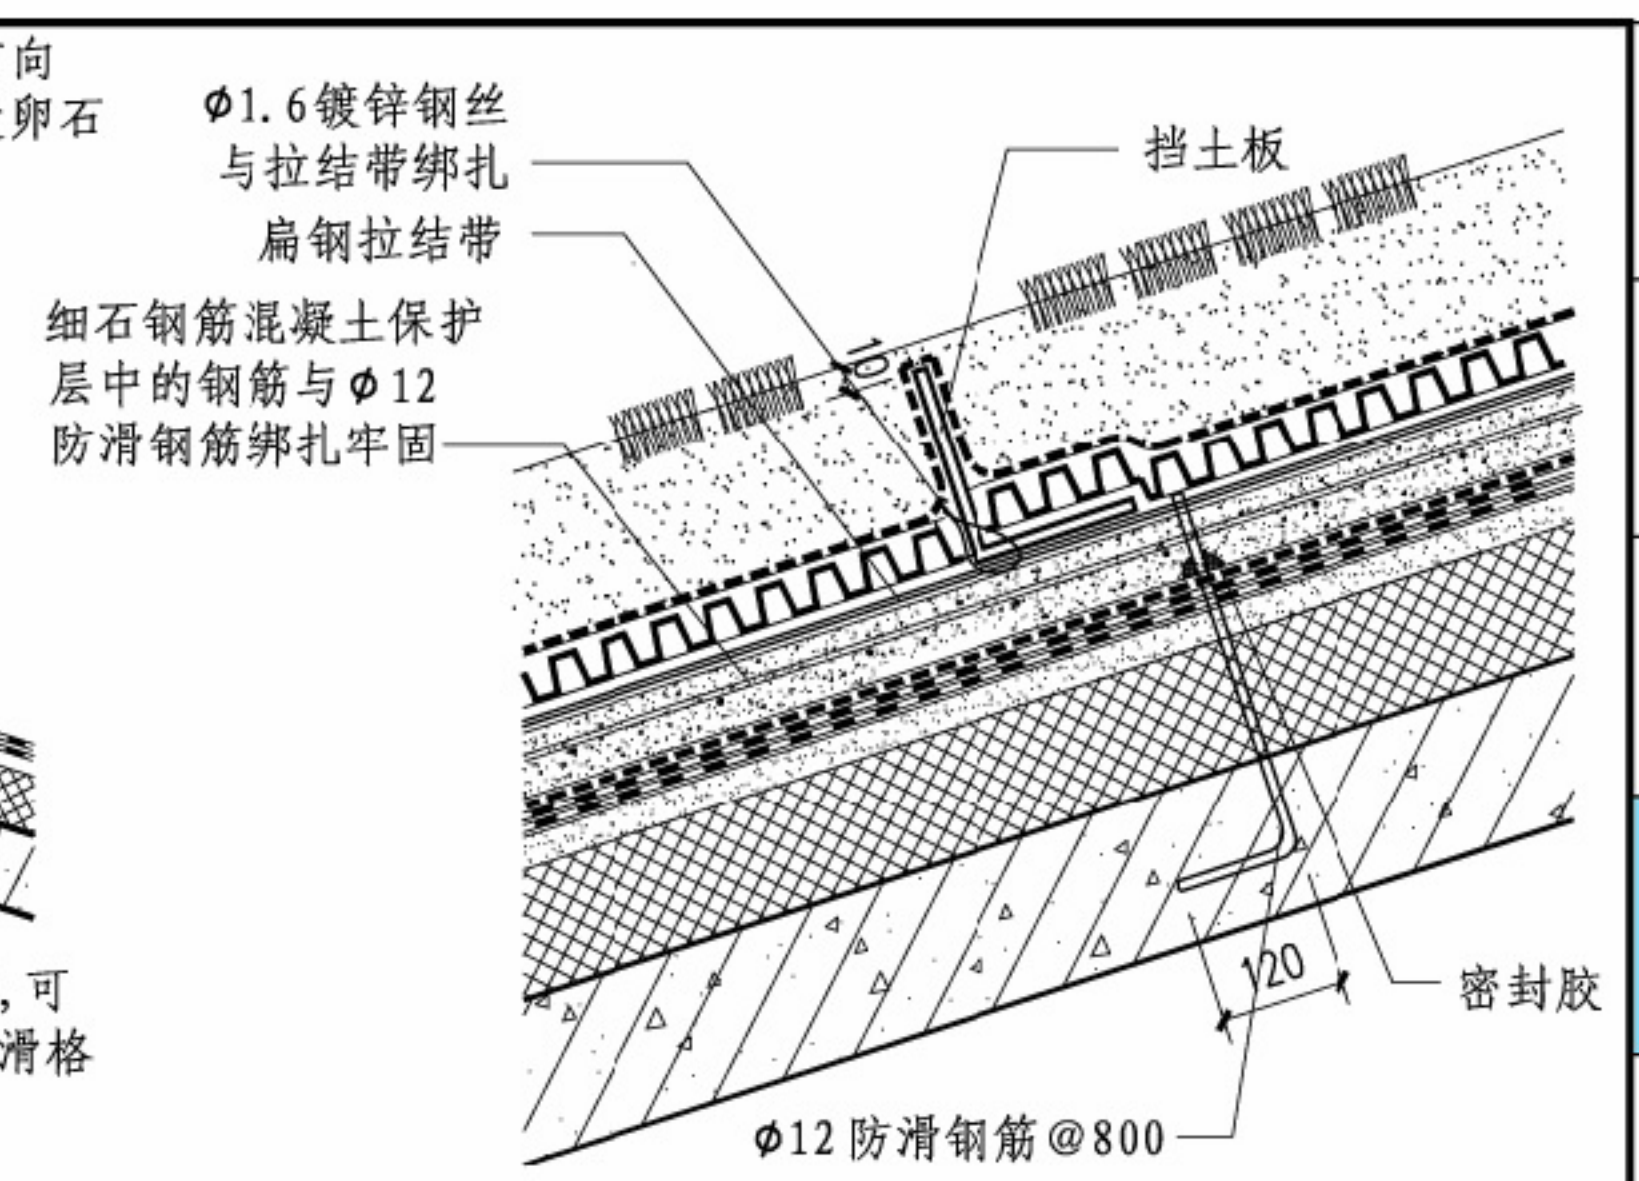 向
卵石
ϕ1.6镀锌钢丝
与拉结带绑扎
扁钢拉结带
细石钢筋混凝土保护
层中的钢筋与ϕ12
防滑钢筋绑扎牢固
挡土板
10
,可
滑格
120
密封胶
ϕ12防滑钢筋@800